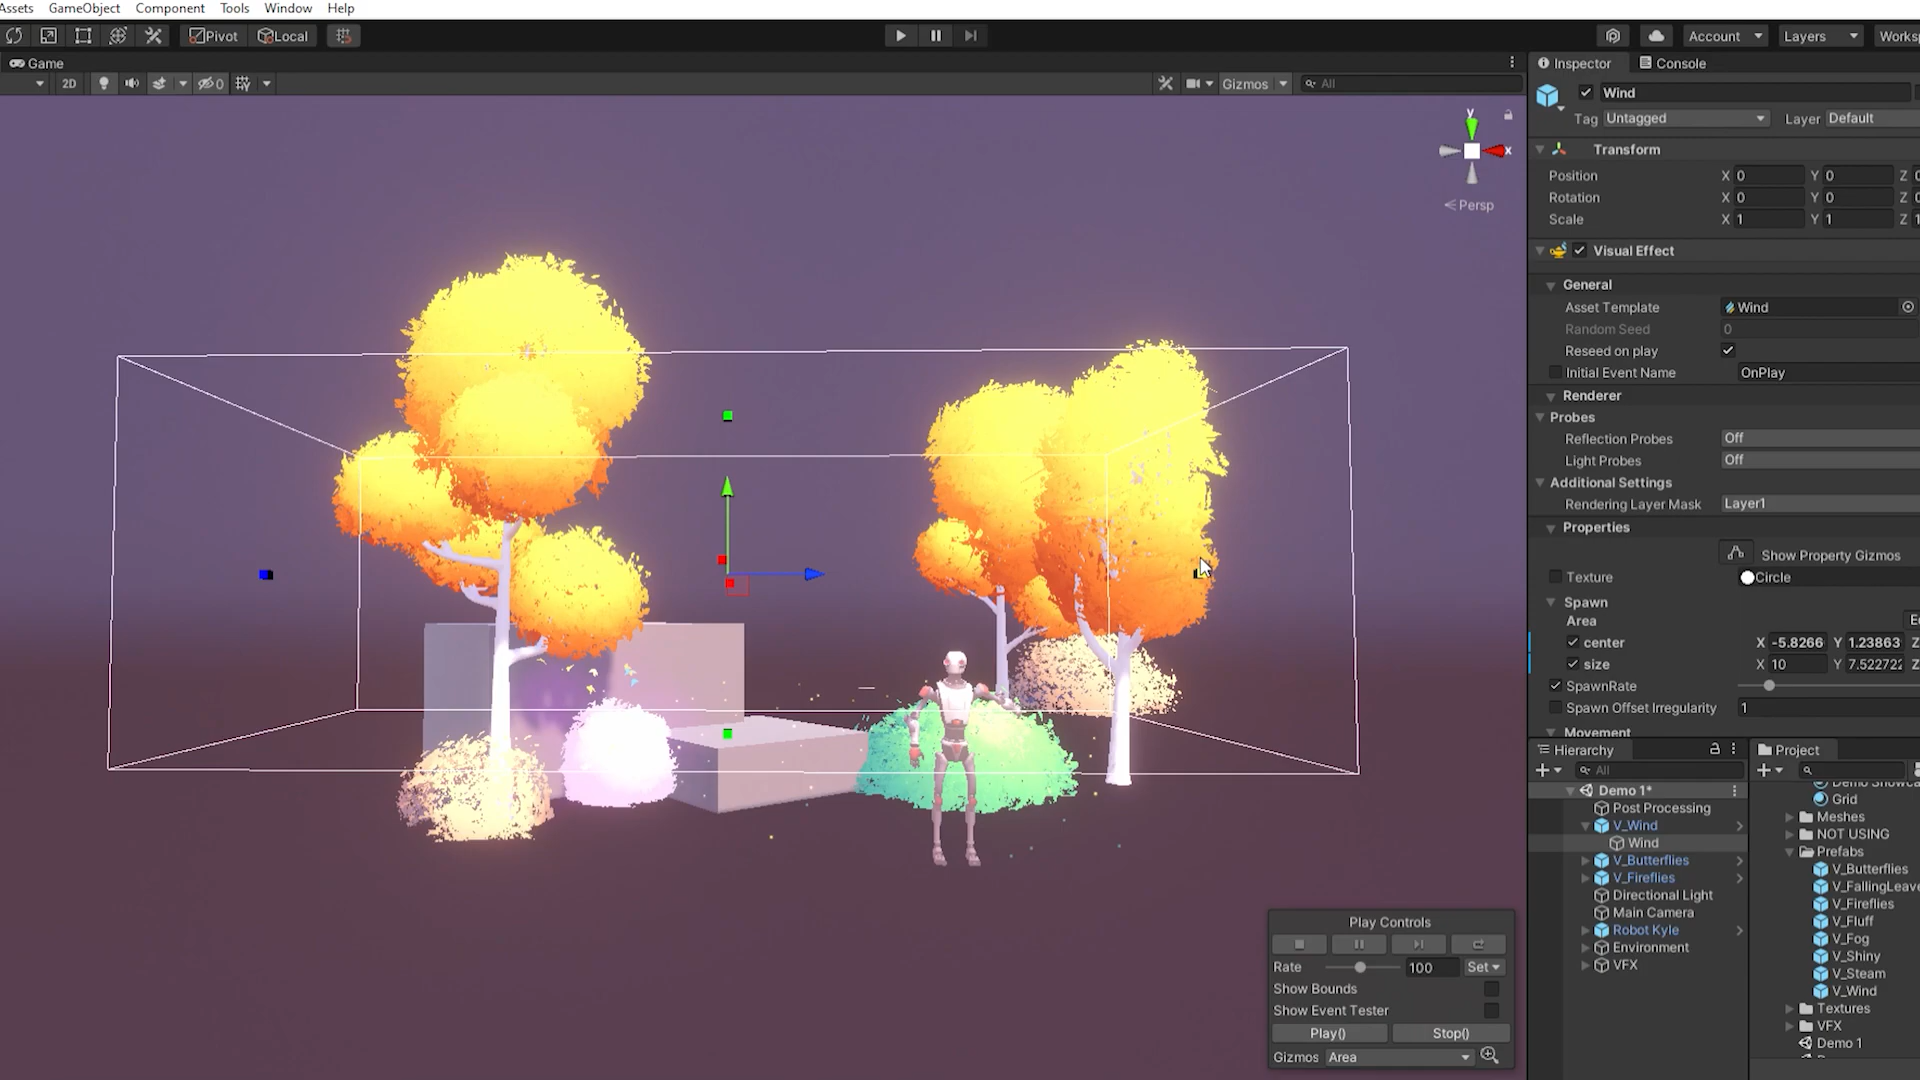 Assets GameObject Component Tools Window Help
Pivot Local Account Layers
Game
2D 0 Gizmos All
y
x
Persp
Inspector Console
Wind
Tag Untagged Layer Default
Transform
Position X 0 Y 0 Z
Rotation X 0 Y 0 Z
Scale X 1 Y 1 Z
Visual Effect
General
Asset Template Wind
Random Seed 0
Reseed on play
Initial Event Name OnPlay
Renderer
Probes
Reflection Probes Off
Light Probes Off
Additional Settings
Rendering Layer Mask Layer1
Properties
Show Property Gizmos
Texture Circle
Spawn
Area
center X -5.8266 Y 1.23863 Z
size X 10 Y 7.522722 Z
SpawnRate
Spawn Offset Irregularity 1
Movement
Hierarchy
All
Demo 1*
Post Processing
V_Wind
Wind
V_Butterflies
V_Fireflies
Directional Light
Main Camera
Robot Kyle
Environment
VFX
Project
Grid
Meshes
NOT USING
Prefabs
V_Butterflies
V_FallingLeave
V_Fireflies
V_Fluff
V_Fog
V_Shiny
V_Steam
V_Wind
Textures
VFX
Demo 1
Play Controls
Rate 100 Set
Show Bounds
Show Event Tester
Play() Stop()
Gizmos Area